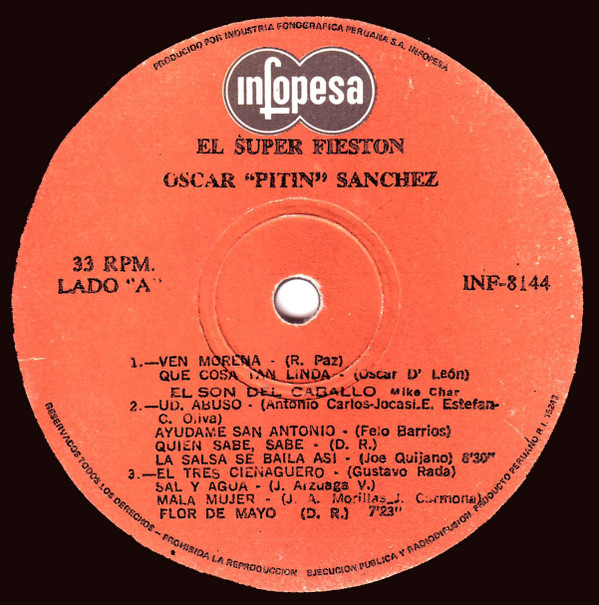 PRODUCIDO POR INDUSTRIA FONOGRAFICA PERUANA S.A. INFOPESA
infopesa
EL SUPER FIESTON
OSCAR "PITIN" SANCHEZ
33 RPM.
LADO "A"
INF-8144
1.—VEN MORENA - (R. Paz)
QUE COSA TAN LINDA - (Oscar D' León)
EL SON DEL CABALLO Mike Char
2.—UD. ABUSO - (Antonio Carlos-Jocasi.E. Estefan-
C. Oliva)
AYUDAME SAN ANTONIO - (Felo Barrios)
QUIEN SABE, SABE - (D. R.)
LA SALSA SE BAILA ASI - (Joe Quijano) 6'30"
3.—EL TRES CIENAGUERO - (Gustavo Rada)
SAL Y AGUA - (J. Arzuaga V.)
MALA MUJER - (J. A. Morillas_J. Carmona)
FLOR DE MAYO (D. R.) 7'23"
RESERVADOS TODOS LOS DERECHOS — PROHIBIDA LA REPRODUCCION EJECUCION PUBLICA Y RADIODIFUSION. PRODUCTO PERUANO R.I. 15242